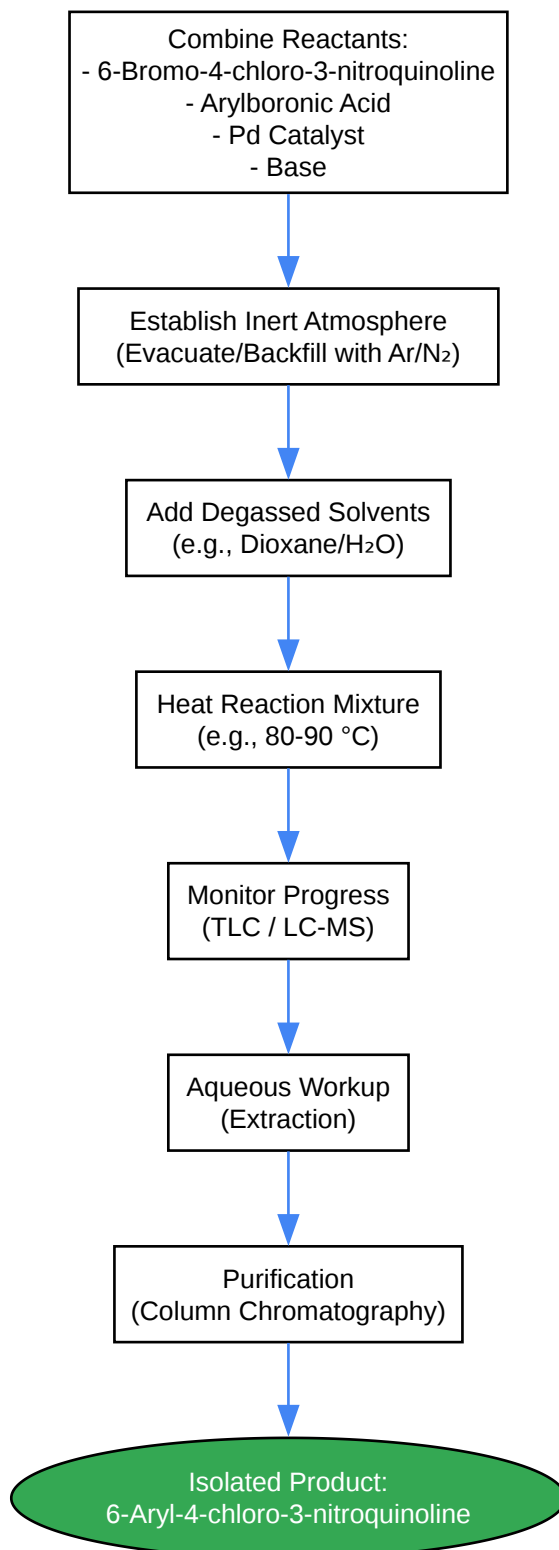 Combine Reactants:
- 6-Bromo-4-chloro-3-nitroquinoline
- Arylboronic Acid
- Pd Catalyst
- Base
Establish Inert Atmosphere
(Evacuate/Backfill with Ar/N₂)
Add Degassed Solvents
(e.g., Dioxane/H₂O)
Heat Reaction Mixture
(e.g., 80-90 °C)
Monitor Progress
(TLC / LC-MS)
Aqueous Workup
(Extraction)
Purification
(Column Chromatography)
Isolated Product:
6-Aryl-4-chloro-3-nitroquinoline